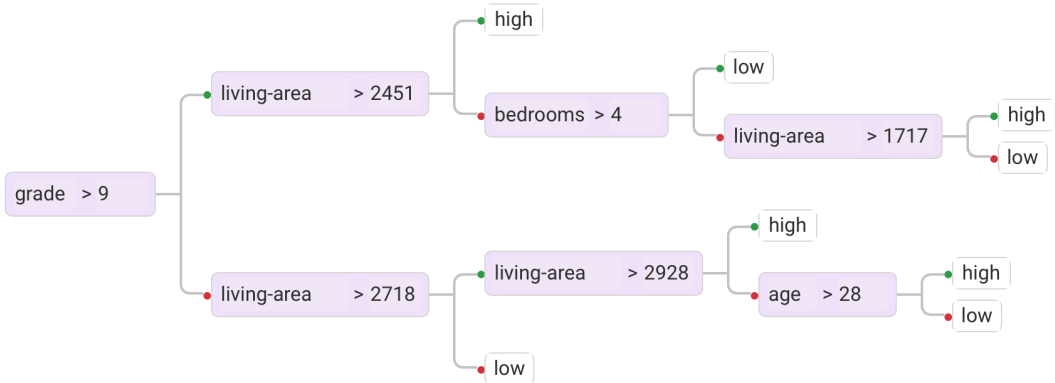 high
low
living-area > 2451
bedrooms > 4
high
living-area > 1717
low
grade > 9
high
living-area > 2928
high
living-area > 2718
age > 28
low
low